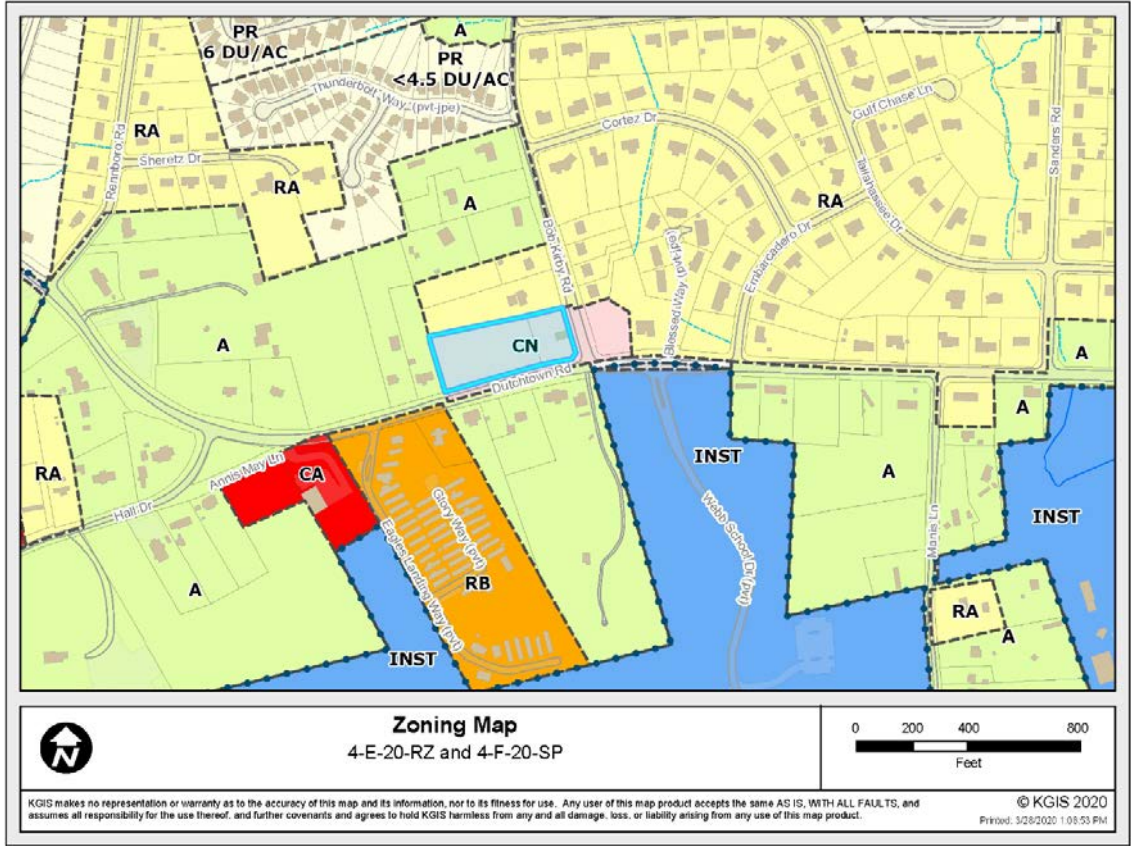 PR
6 DU/AC
A
PR
<4.5 DU/AC
Thunderbolt Way (pvt-jpe)
Gulf Chase Ln
Cortez Dr
Sanders Rd
Rennboro Rd
RA
Sheretz Dr
RA
A
Tallahassee Dr
RA
Bob Kirby Rd
Embarcadero Dr
Blessed Way (pvt-jpe)
A
CN
A
Dutchtown Rd
RA
Annis May Ln
CA
Hall Dr
INST
A
A
INST
Glory Way (pvt)
Webb School Dr (pvt)
Manis Ln
Eagles Landing Way (pvt)
A
RB
RA
A
INST
N
Zoning Map
4-E-20-RZ and 4-F-20-SP
0 200 400 800
Feet
KGIS makes no representation or warranty as to the accuracy of this map and its information, nor to its fitness for use. Any user of this map product accepts the same AS IS, WITH ALL FAULTS, and
assumes all responsibility for the use thereof, and further covenants and agrees to hold KGIS harmless from any and all damage, loss, or liability arising from any use of this map product.
© KGIS 2020
Printed: 3/28/2020 1:08:53 PM